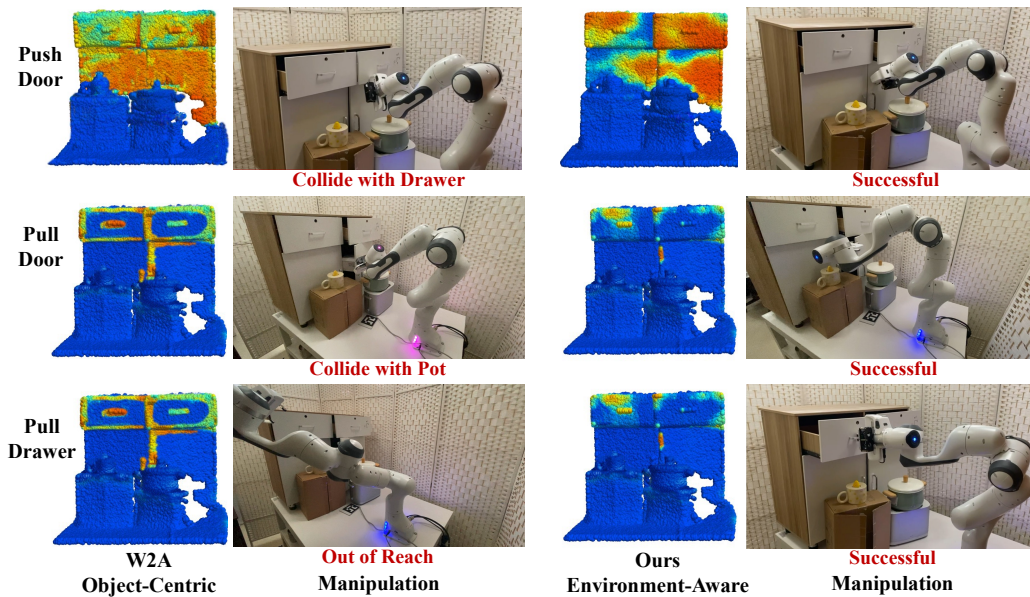 Push
Door
Collide with Drawer
Successful
Pull
Door
Collide with Pot
Successful
Pull
Drawer
W2A
Object-Centric
Out of Reach
Manipulation
Ours
Environment-Aware
Successful
Manipulation